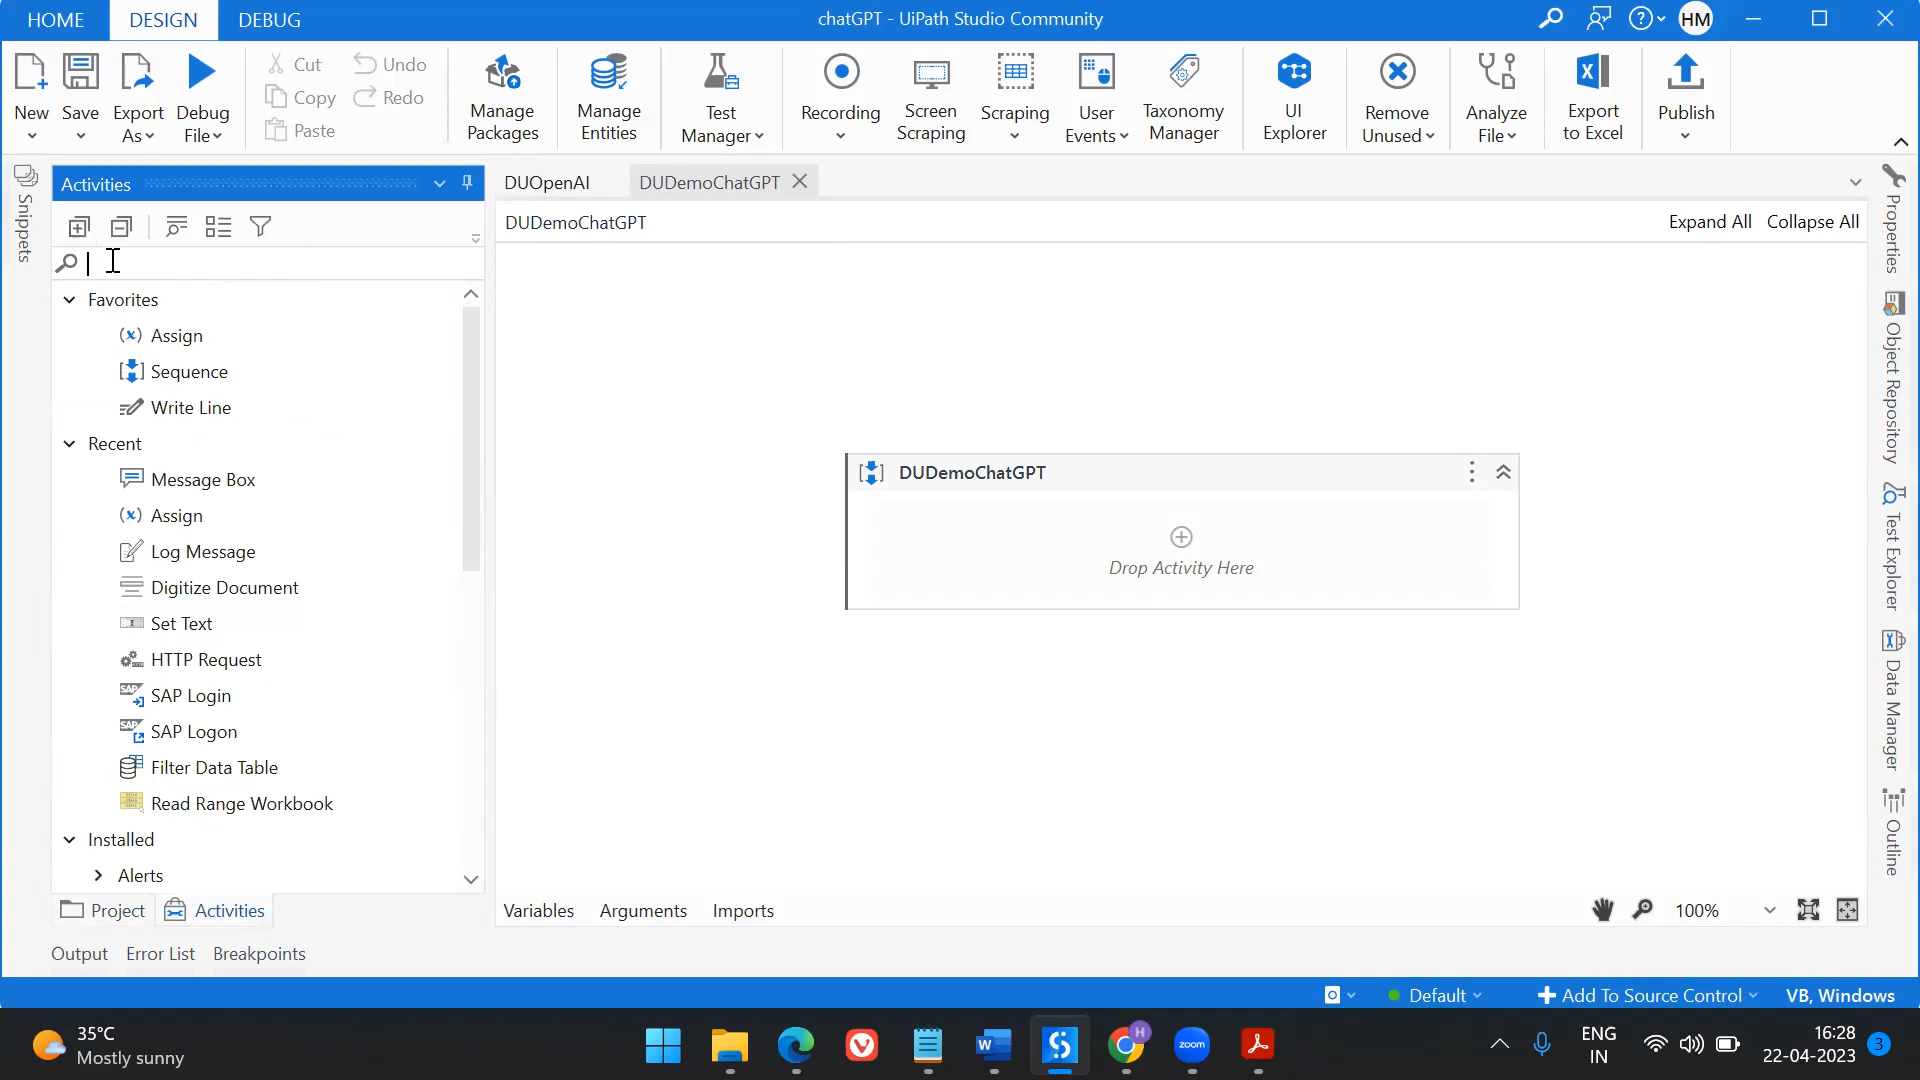 HOME DESIGN DEBUG
chatGPT - UiPath Studio Community
HM
New
Save
Export As
Debug File
Cut
Copy
Paste
Undo
Redo
Manage Packages
Manage Entities
Test Manager
Recording
Screen Scraping
Scraping
User Events
Taxonomy Manager
UI Explorer
Remove Unused
Analyze File
Export to Excel
Publish
Snippets
Activities
Favorites
Assign
Sequence
Write Line
Recent
Message Box
Assign
Log Message
Digitize Document
Set Text
HTTP Request
SAP Login
SAP Logon
Filter Data Table
Read Range Workbook
Installed
Alerts
Project Activities
DUOpenAI DUDemoChatGPT
DUDemoChatGPT Expand All Collapse All
DUDemoChatGPT
Drop Activity Here
Variables Arguments Imports 100%
Properties
Object Repository
Test Explorer
Data Manager
Outline
Output Error List Breakpoints
Default Add To Source Control VB, Windows
35°C
Mostly sunny
zoom
ENG
IN
16:28
22-04-2023
3